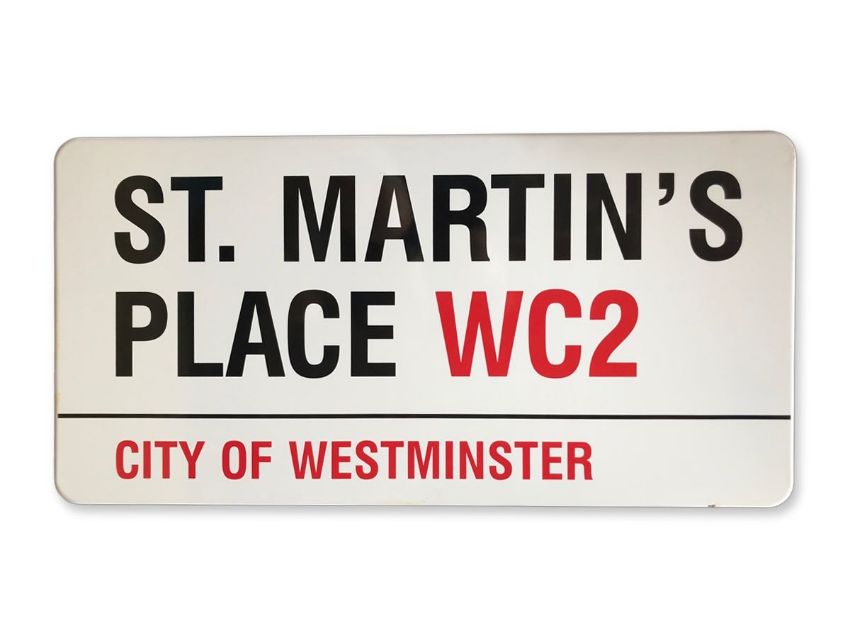 ST. MARTIN'S
PLACE WC2
CITY OF WESTMINSTER